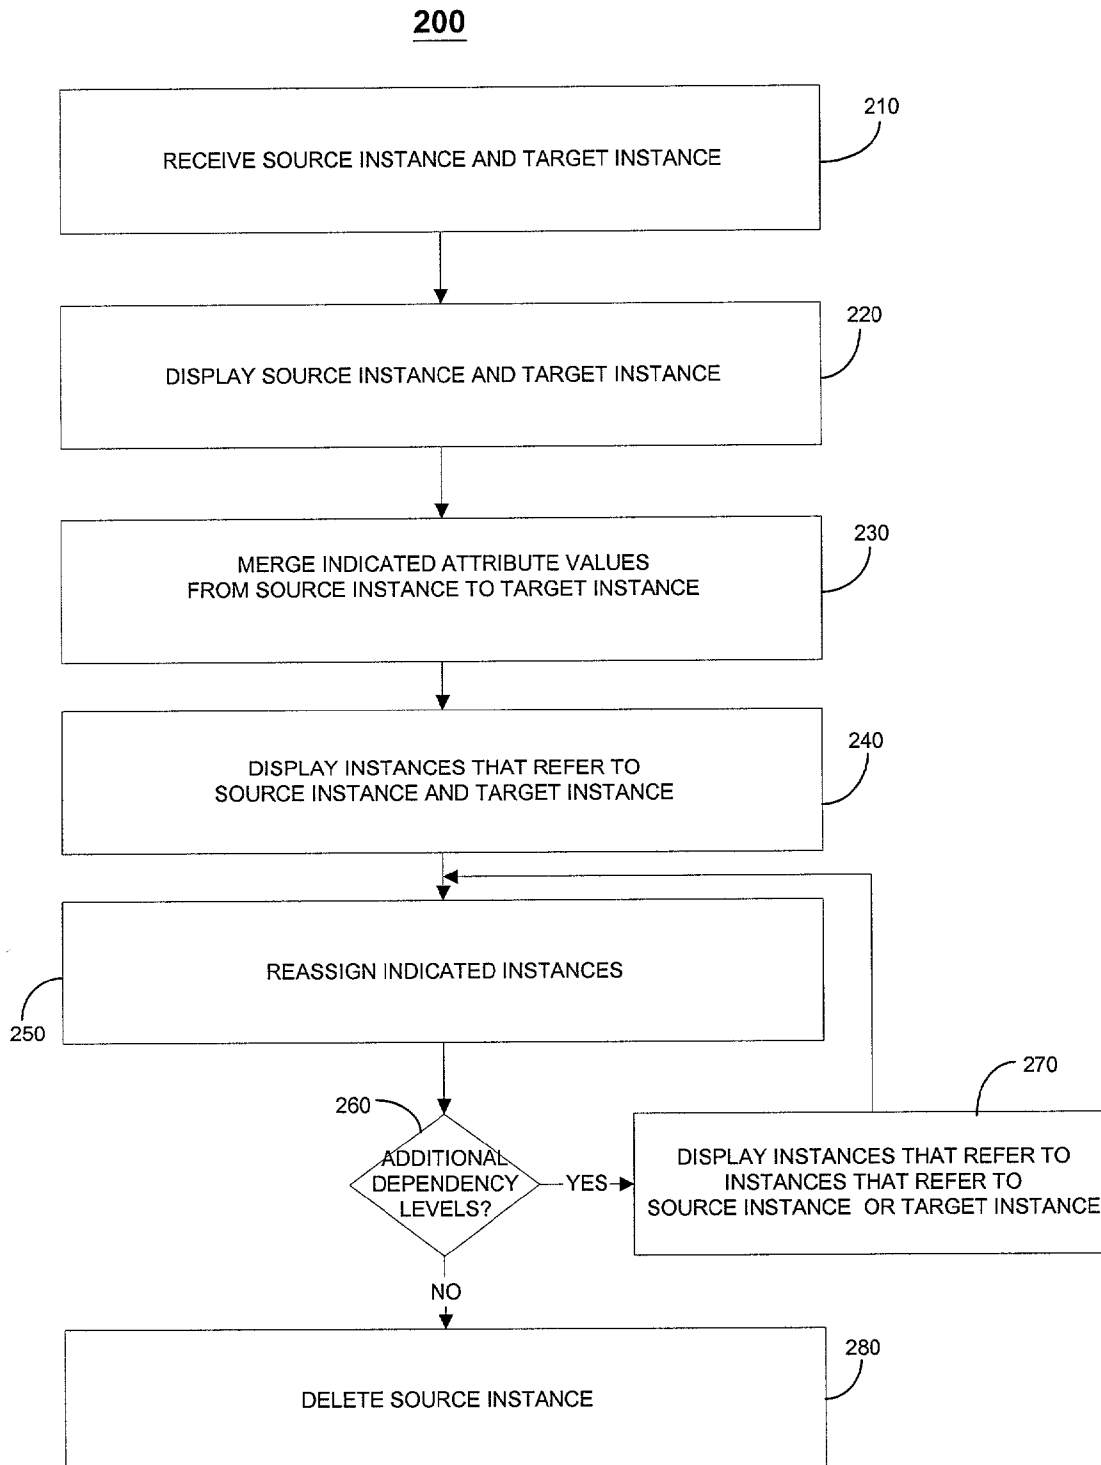 200
210
RECEIVE SOURCE INSTANCE AND TARGET INSTANCE
220
DISPLAY SOURCE INSTANCE AND TARGET INSTANCE
230
MERGE INDICATED ATTRIBUTE VALUES
FROM SOURCE INSTANCE TO TARGET INSTANCE
240
DISPLAY INSTANCES THAT REFER TO
SOURCE INSTANCE AND TARGET INSTANCE
REASSIGN INDICATED INSTANCES
250
260
ADDITIONAL
DEPENDENCY
LEVELS?
YES
270
DISPLAY INSTANCES THAT REFER TO
INSTANCES THAT REFER TO
SOURCE INSTANCE OR TARGET INSTANCE
NO
280
DELETE SOURCE INSTANCE